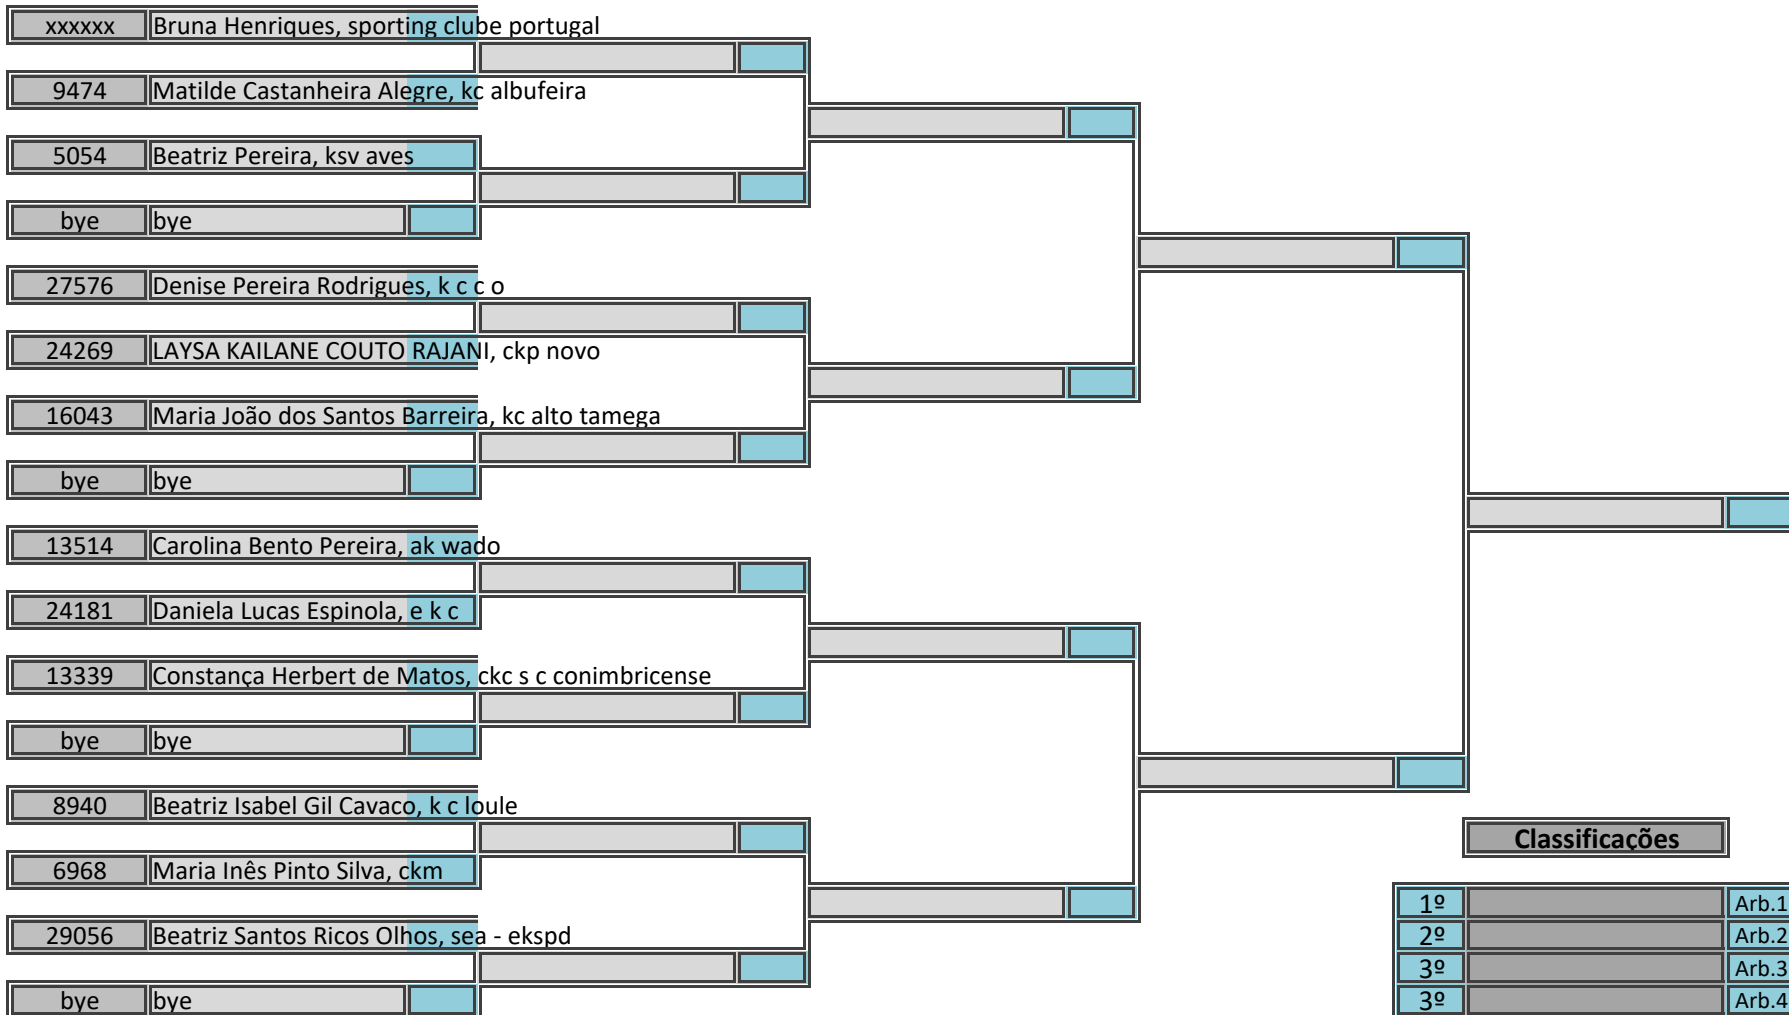 xxxxxx Bruna Henriques, sporting clube portugal
9474 Matilde Castanheira Alegre, kc albufeira
5054 Beatriz Pereira, ksv aves
bye bye
27576 Denise Pereira Rodrigues, k c c o
24269 LAYSA KAILANE COUTO RAJANI, ckp novo
16043 Maria João dos Santos Barreira, kc alto tamega
bye bye
13514 Carolina Bento Pereira, ak wado
24181 Daniela Lucas Espinola, e k c
13339 Constança Herbert de Matos, ckc s c conimbricense
bye bye
8940 Beatriz Isabel Gil Cavaco, k c loule
6968 Maria Inês Pinto Silva, ckm
29056 Beatriz Santos Ricos Olhos, sea - ekspd
bye bye
Classificações
1º Arb.1
2º Arb.2
3º Arb.3
3º Arb.4